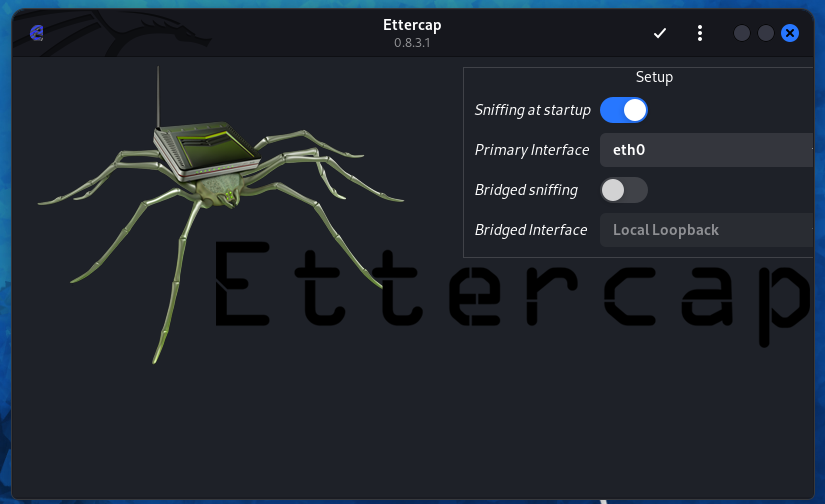 Ettercap
0.8.3.1
Setup
Sniffing at startup
Primary Interface eth0
Bridged sniffing
Bridged Interface Local Loopback
Ettercap